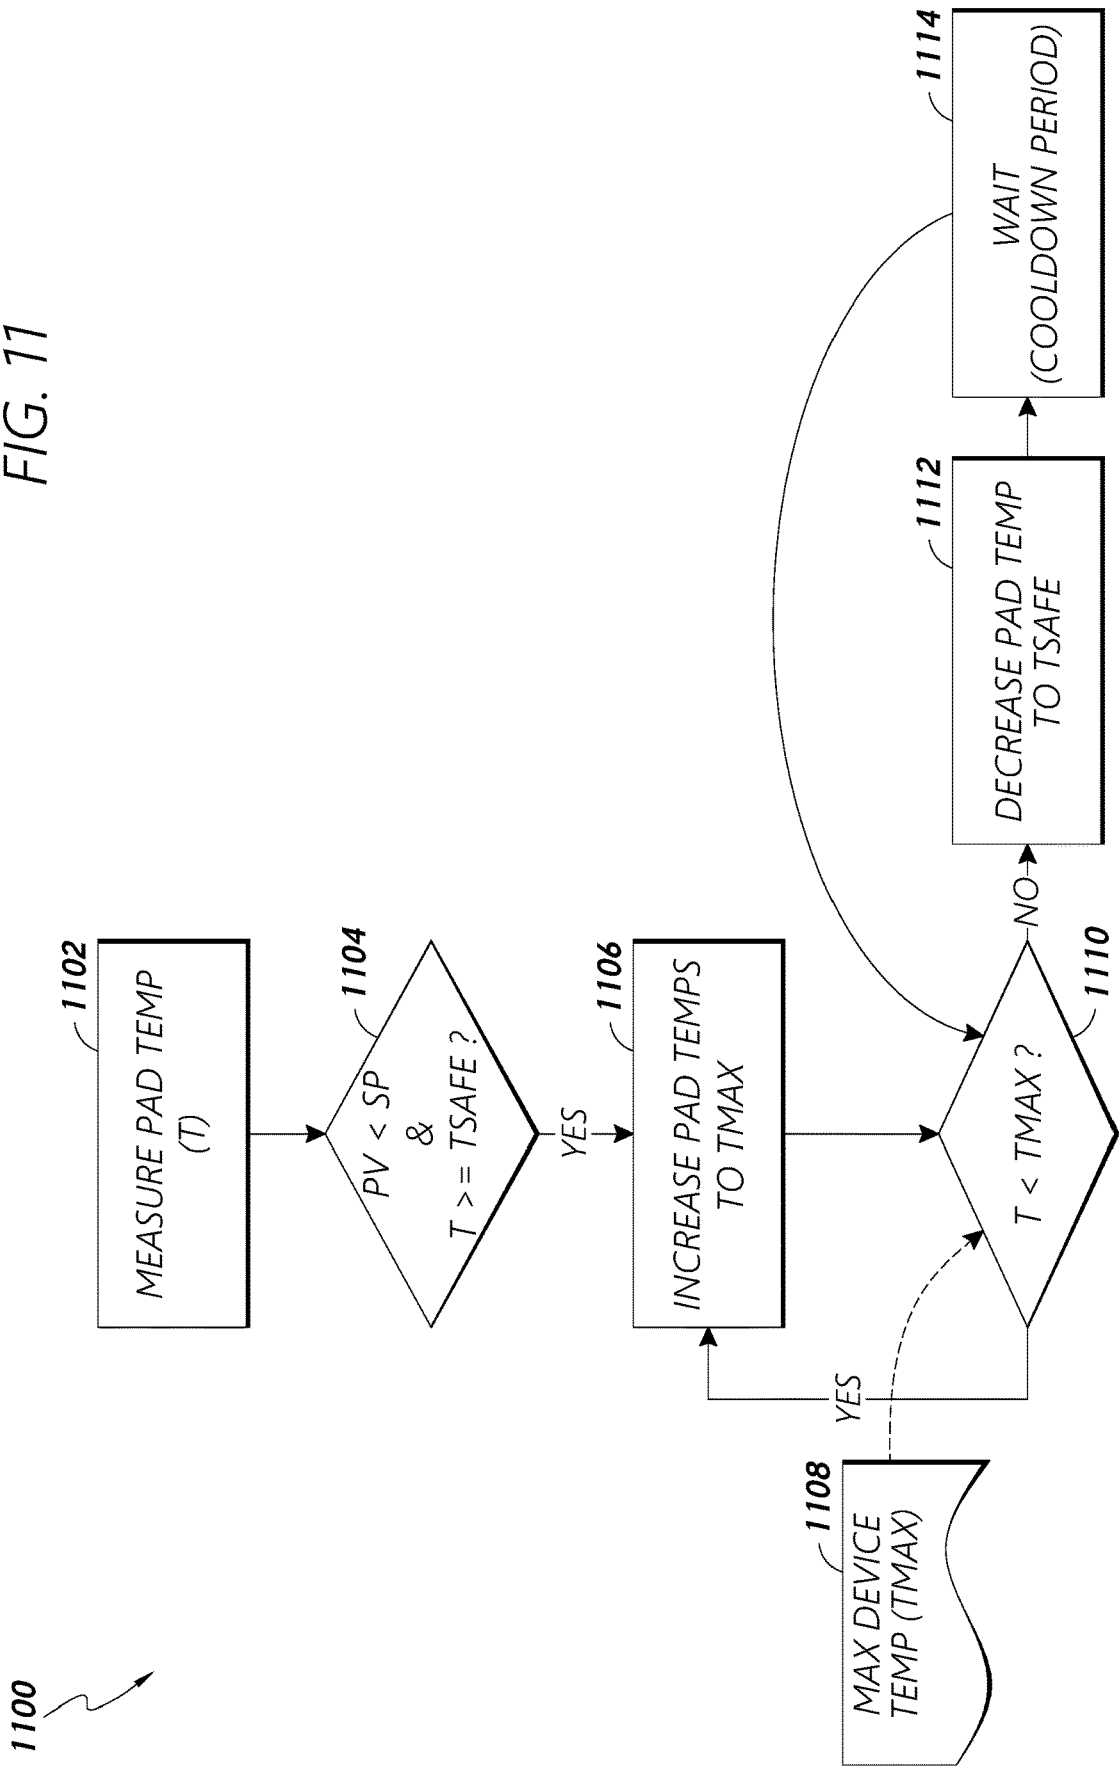 FIG. 11
1100
1102
MEASURE PAD TEMP
(T)
1104
PV < SP
&
T >= TSAFE ?
YES
1106
INCREASE PAD TEMPS
TO TMAX
YES
1108
MAX DEVICE
TEMP (TMAX)
T < TMAX ?
1110
NO
1112
DECREASE PAD TEMP
TO TSAFE
1114
WAIT
(COOLDOWN PERIOD)